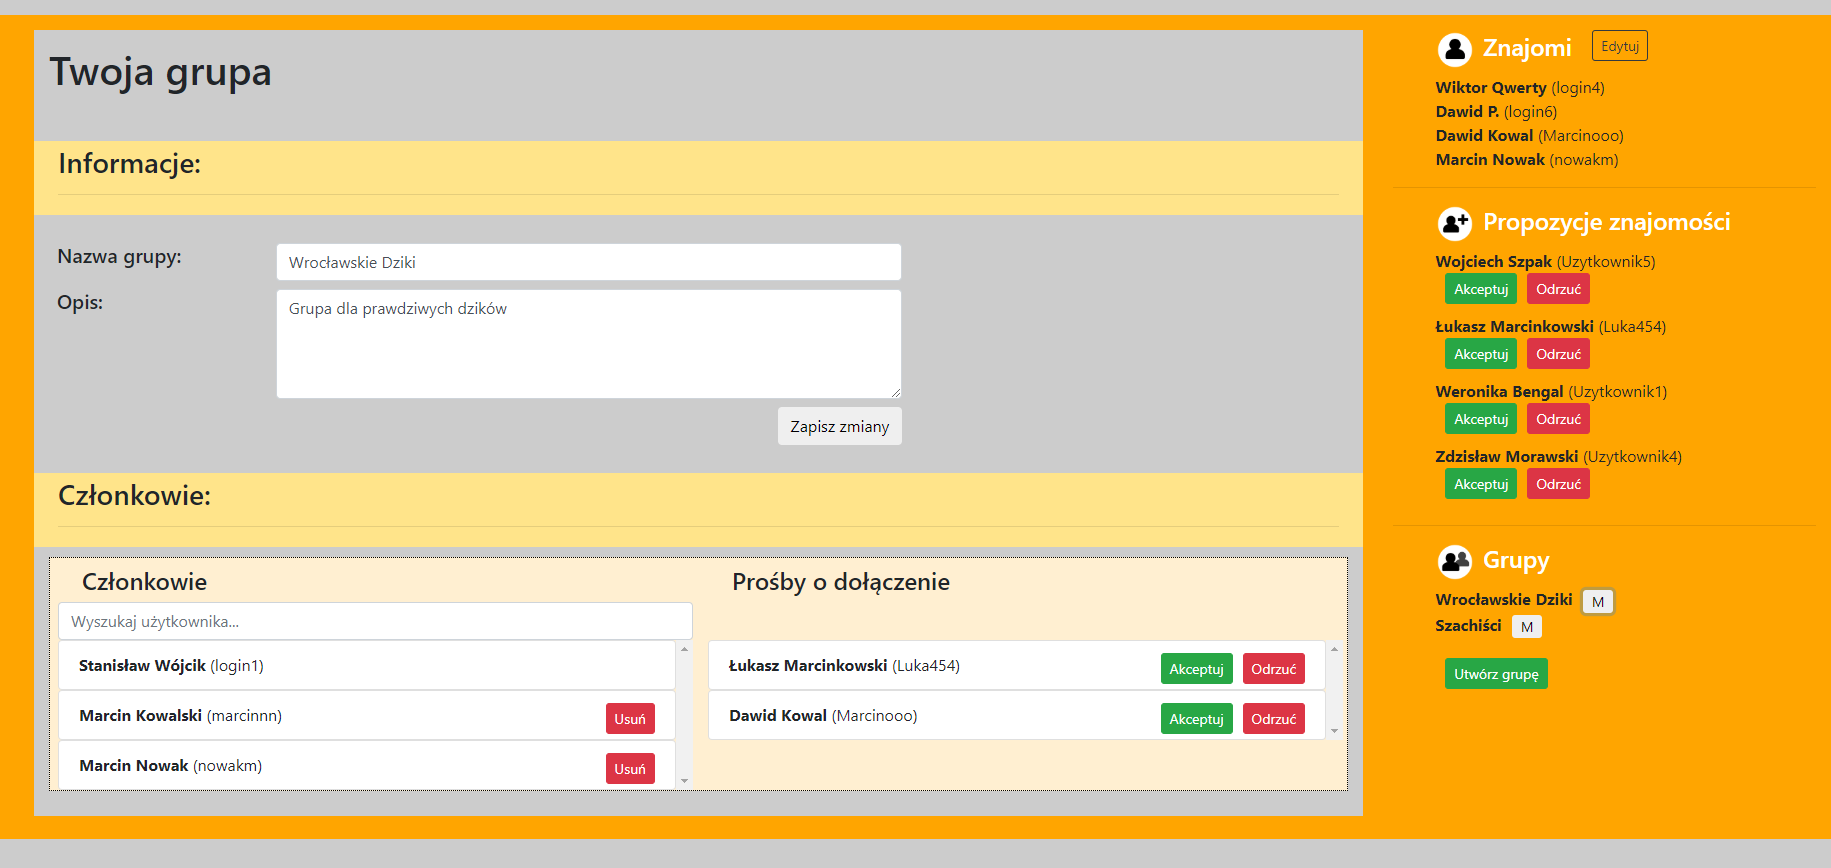 Twoja grupa
Informacje:
Nazwa grupy:
Wrocławskie Dziki
Opis:
Grupa dla prawdziwych dzików
Zapisz zmiany
Członkowie:
Członkowie
Wyszukaj użytkownika...
Stanisław Wójcik (login1)
Marcin Kowalski (marcinnn) Usuń
Marcin Nowak (nowakm) Usuń
Prośby o dołączenie
Łukasz Marcinkowski (Luka454) Akceptuj Odrzuć
Dawid Kowal (Marcinooo) Akceptuj Odrzuć
Znajomi Edytuj
Wiktor Qwerty (login4)
Dawid P. (login6)
Dawid Kowal (Marcinooo)
Marcin Nowak (nowakm)
Propozycje znajomości
Wojciech Szpak (Uzytkownik5)
Akceptuj Odrzuć
Łukasz Marcinkowski (Luka454)
Akceptuj Odrzuć
Weronika Bengal (Uzytkownik1)
Akceptuj Odrzuć
Zdzisław Morawski (Uzytkownik4)
Akceptuj Odrzuć
Grupy
Wrocławskie Dziki M
Szachiści M
Utwórz grupę